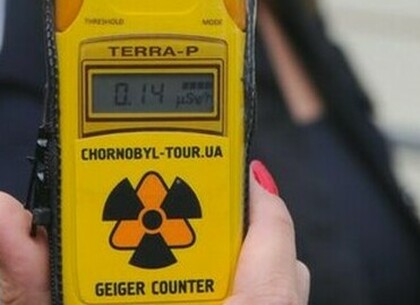 THRESHOLD MODE
TERRA-P
0.14 µSv/h
CHORNOBYL-TOUR.UA
GEIGER COUNTER